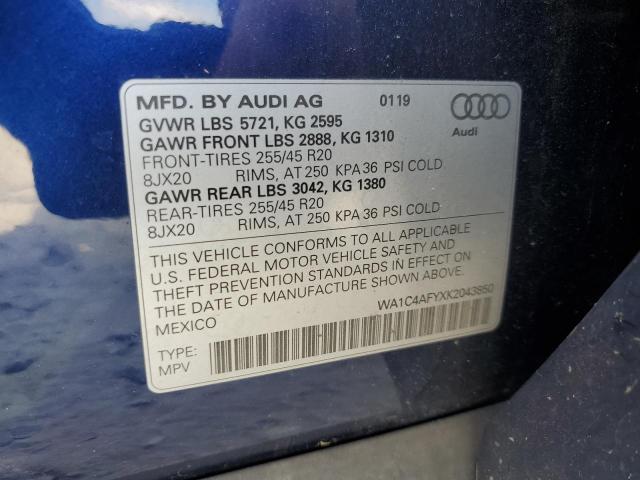 MFD. BY AUDI AG 0119
GVWR LBS 5721, KG 2595
GAWR FRONT LBS 2888, KG 1310
FRONT-TIRES 255/45 R20
8JX20 RIMS, AT 250 KPA 36 PSI COLD
GAWR REAR LBS 3042, KG 1380
REAR-TIRES 255/45 R20
8JX20 RIMS, AT 250 KPA 36 PSI COLD
Audi
THIS VEHICLE CONFORMS TO ALL APPLICABLE
U.S. FEDERAL MOTOR VEHICLE SAFETY AND
THEFT PREVENTION STANDARDS IN EFFECT ON
THE DATE OF MANUFACTURE SHOWN ABOVE.
MEXICO
WA1C4AFYXK2043850
TYPE:
MPV